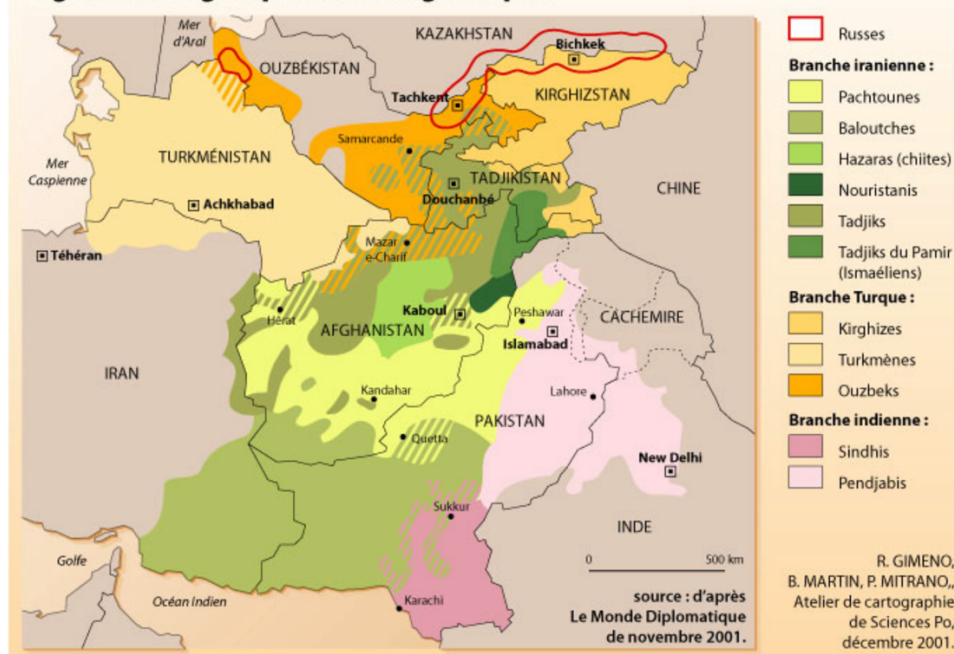 Mer
d'Aral
KAZAKHSTAN
Bichkek
OUZBÉKISTAN
Tachkent
KIRGHIZSTAN
Samarcande
TURKMÉNISTAN
TADJIKISTAN
CHINE
Mer
Caspienne
Achkhabad
Douchanbé
Téhéran
Mazar
e-Charif
Hérat
Kaboul
AFGHANISTAN
Peshawar
Islamabad
CACHEMIRE
IRAN
Kandahar
Lahore
PAKISTAN
Quetta
New Delhi
Sukkur
INDE
Golfe
Océan Indien
Karachi
0 500 km
source : d'après
Le Monde Diplomatique
de novembre 2001.
Russes
Branche iranienne :
Pachtounes
Baloutches
Hazaras (chiites)
Nouristanis
Tadjiks
Tadjiks du Pamir
(Ismaéliens)
Branche Turque :
Kirghizes
Turkmènes
Ouzbeks
Branche indienne :
Sindhis
Pendjabis
R. GIMENO,
B. MARTIN, P. MITRANO,,
Atelier de cartographie
de Sciences Po,
décembre 2001.